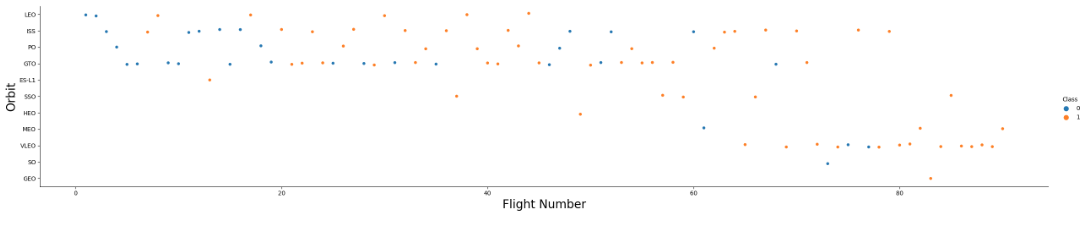 LEO
ISS
PO
GTO
ES-L1
SSO
HEO
MEO
VLEO
SO
GEO
Orbit
0 20 40 60 80
Flight Number
Class
0
1